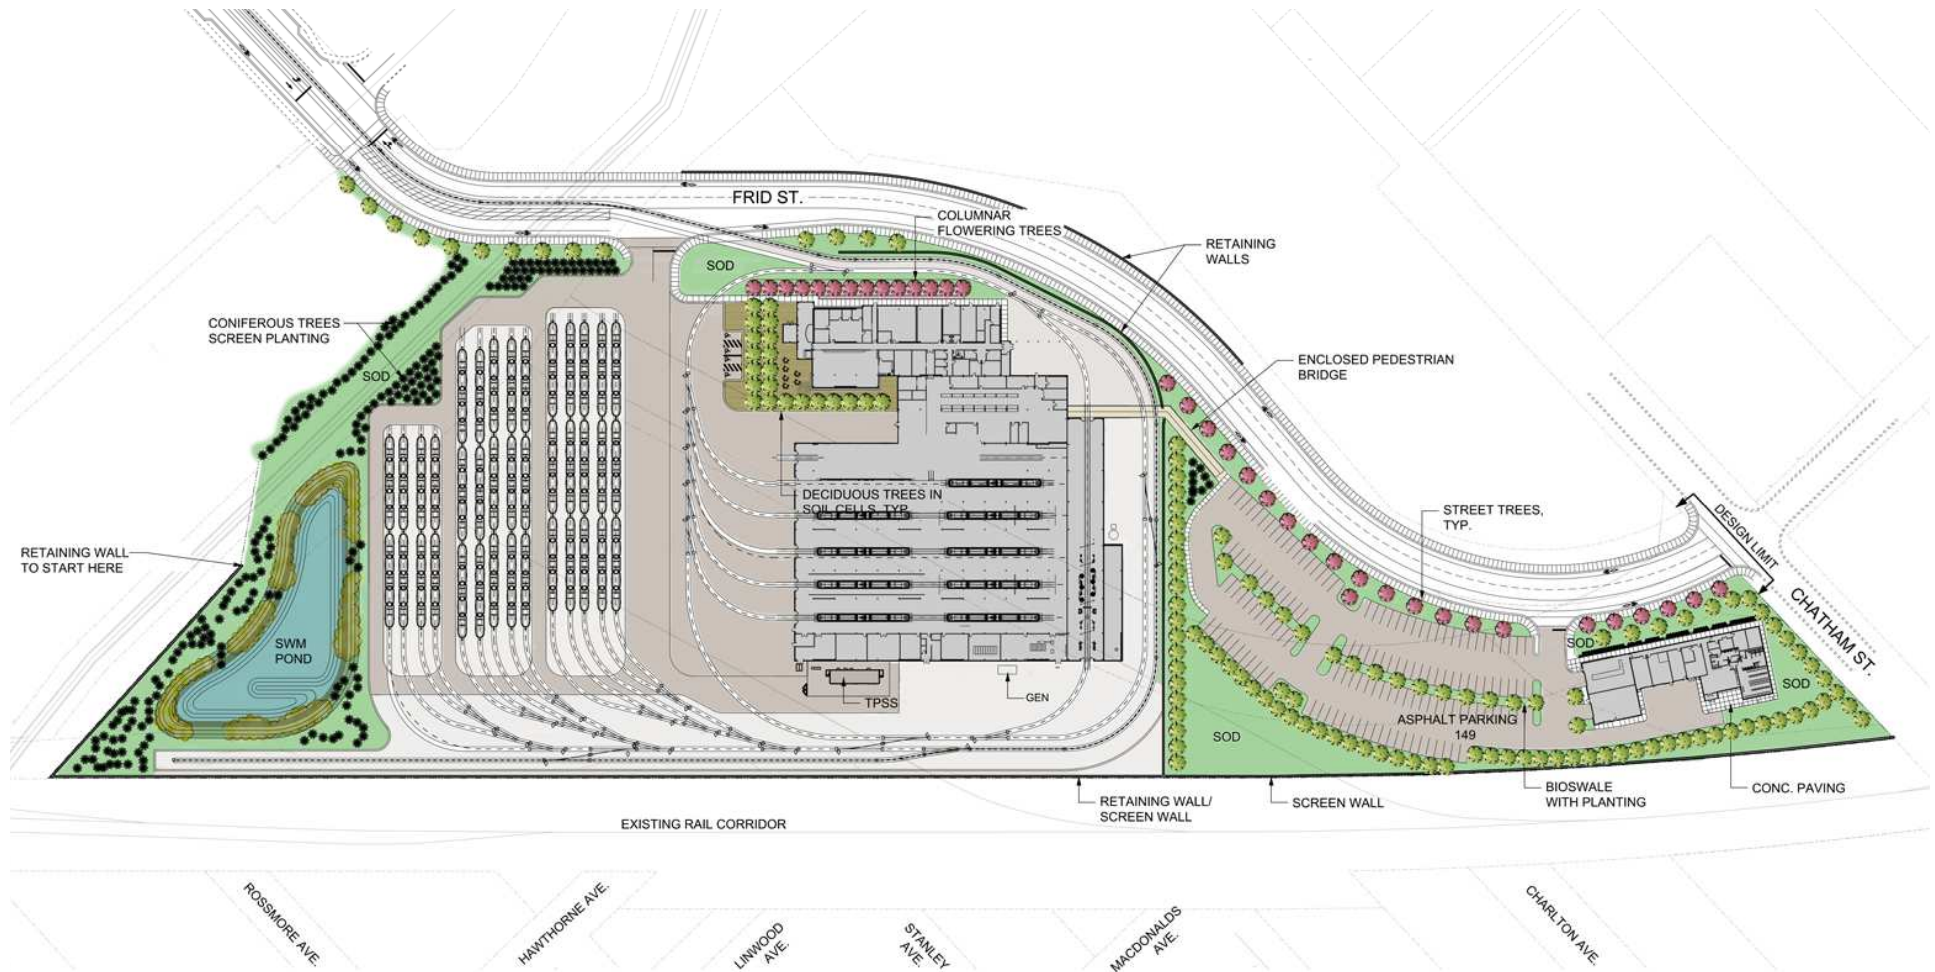 FRID ST.
COLUMNAR
FLOWERING TREES
RETAINING
WALLS
SOD
CONIFEROUS TREES
SCREEN PLANTING
SOD
ENCLOSED PEDESTRIAN
BRIDGE
DECIDUOUS TREES IN
SOIL CELLS, TYP.
STREET TREES,
TYP.
DESIGN LIMIT
CHATHAM ST.
RETAINING WALL
TO START HERE
SWM
POND
SOD
SOD
TPSS
GEN
ASPHALT PARKING
149
SOD
BIOSWALE
WITH PLANTING
CONC. PAVING
RETAINING WALL/
SCREEN WALL
SCREEN WALL
EXISTING RAIL CORRIDOR
ROSSMORE AVE.
HAWTHORNE AVE.
LINWOOD
AVE.
STANLEY
AVE.
MACDONALDS
AVE.
CHARLTON AVE.